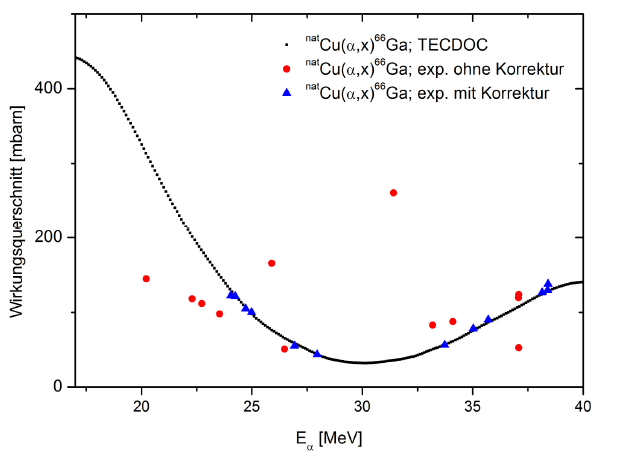 natCu(α,x)66Ga; TECDOC
natCu(α,x)66Ga; exp. ohne Korrektur
natCu(α,x)66Ga; exp. mit Korrektur
Wirkungsquerschnitt [mbarn]
400
200
0
20 25 30 35 40
Eα [MeV]